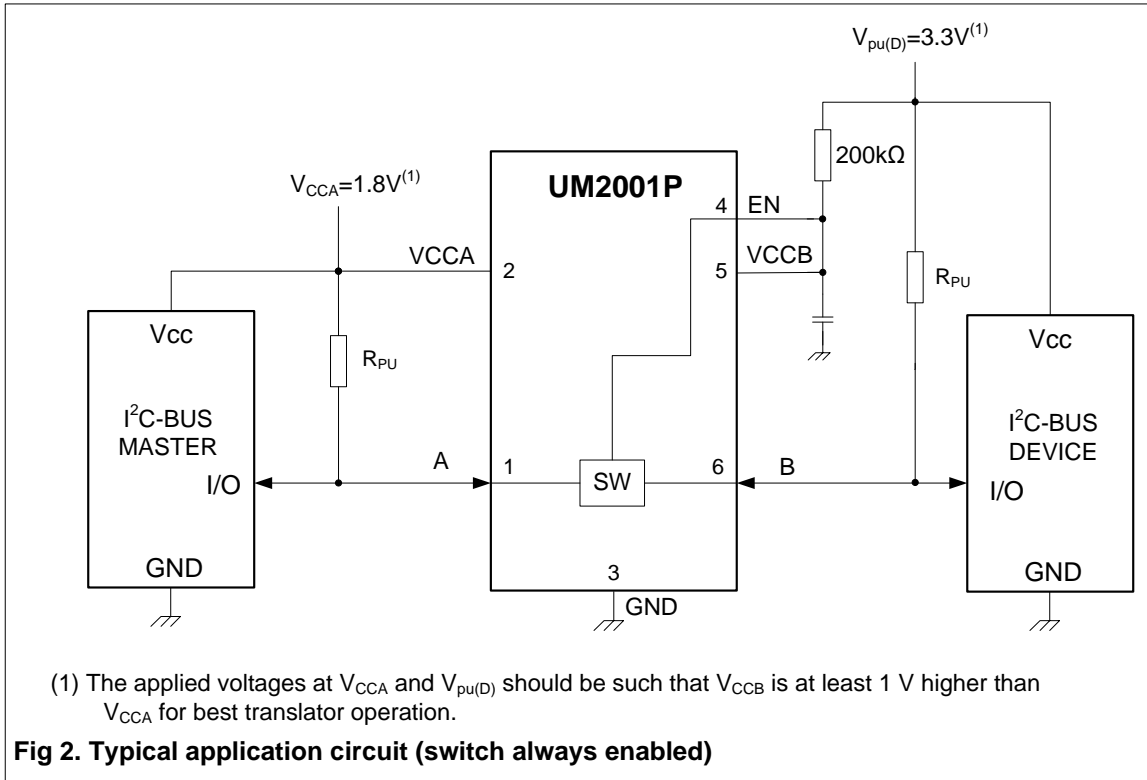 V_pu(D)=3.3V(1)
200kΩ
UM2001P
V_CCA=1.8V(1)
4 EN
VCCA
2
VCCB
5
R_PU
Vcc
R_PU
Vcc
I²C-BUS
MASTER
I²C-BUS
DEVICE
A
1
SW
6
B
I/O
I/O
GND
3
GND
GND
(1) The applied voltages at V_CCA and V_pu(D) should be such that V_CCB is at least 1 V higher than
V_CCA for best translator operation.
Fig 2. Typical application circuit (switch always enabled)